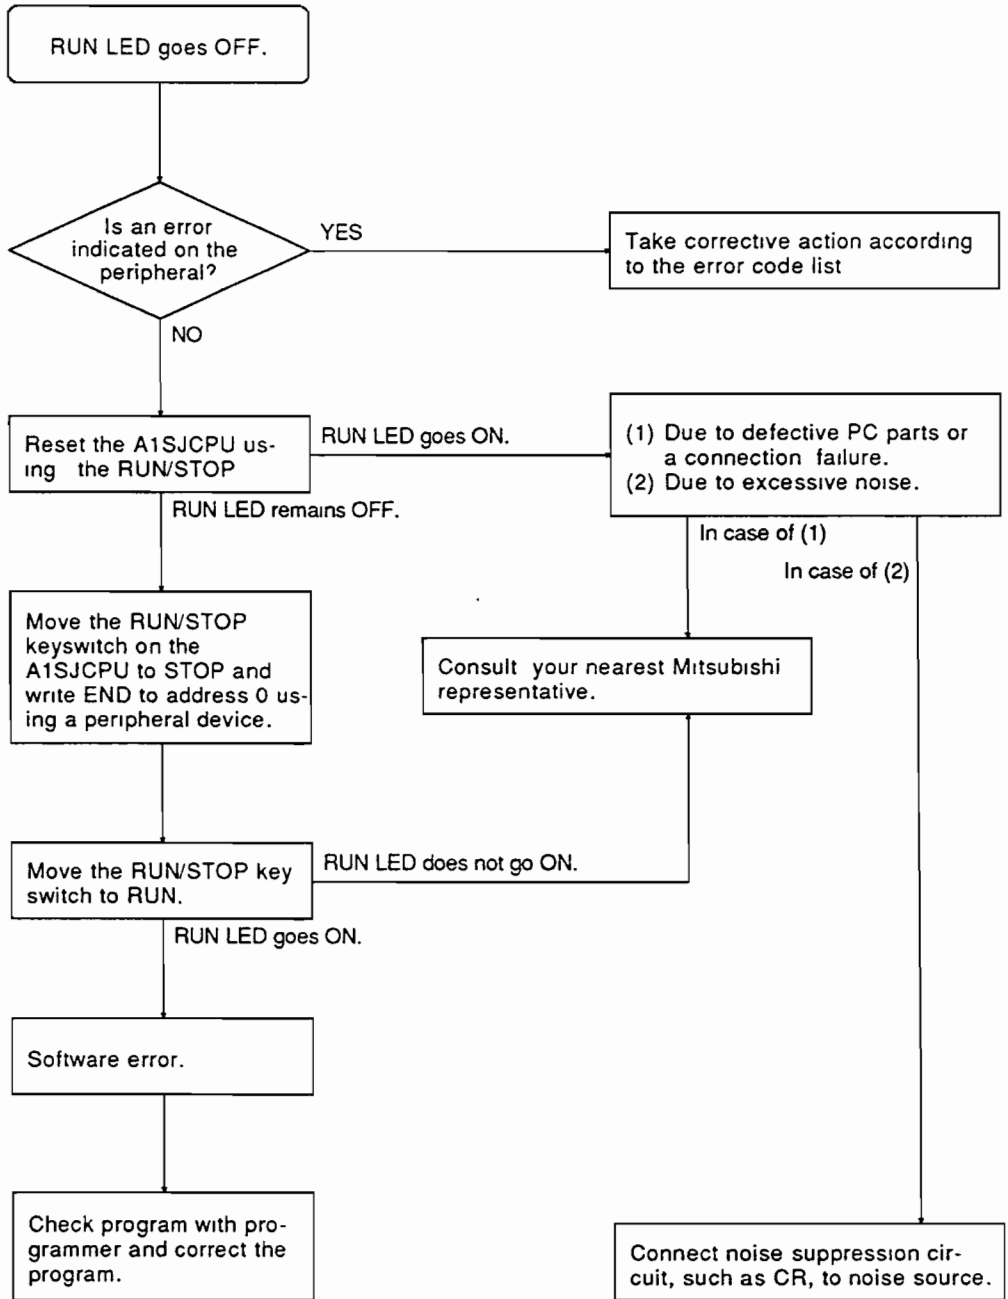 RUN LED goes OFF.
Is an error
indicated on the
peripheral?
YES
Take corrective action according
to the error code list
NO
Reset the A1SJCPU us-
ing the RUN/STOP
RUN LED goes ON.
(1) Due to defective PC parts or
a connection failure.
(2) Due to excessive noise.
RUN LED remains OFF.
In case of (1)
In case of (2)
Move the RUN/STOP
keyswitch on the
A1SJCPU to STOP and
write END to address 0 us-
ing a peripheral device.
Consult your nearest Mitsubishi
representative.
Move the RUN/STOP key
switch to RUN.
RUN LED does not go ON.
RUN LED goes ON.
Software error.
Check program with pro-
grammer and correct the
program.
Connect noise suppression cir-
cuit, such as CR, to noise source.